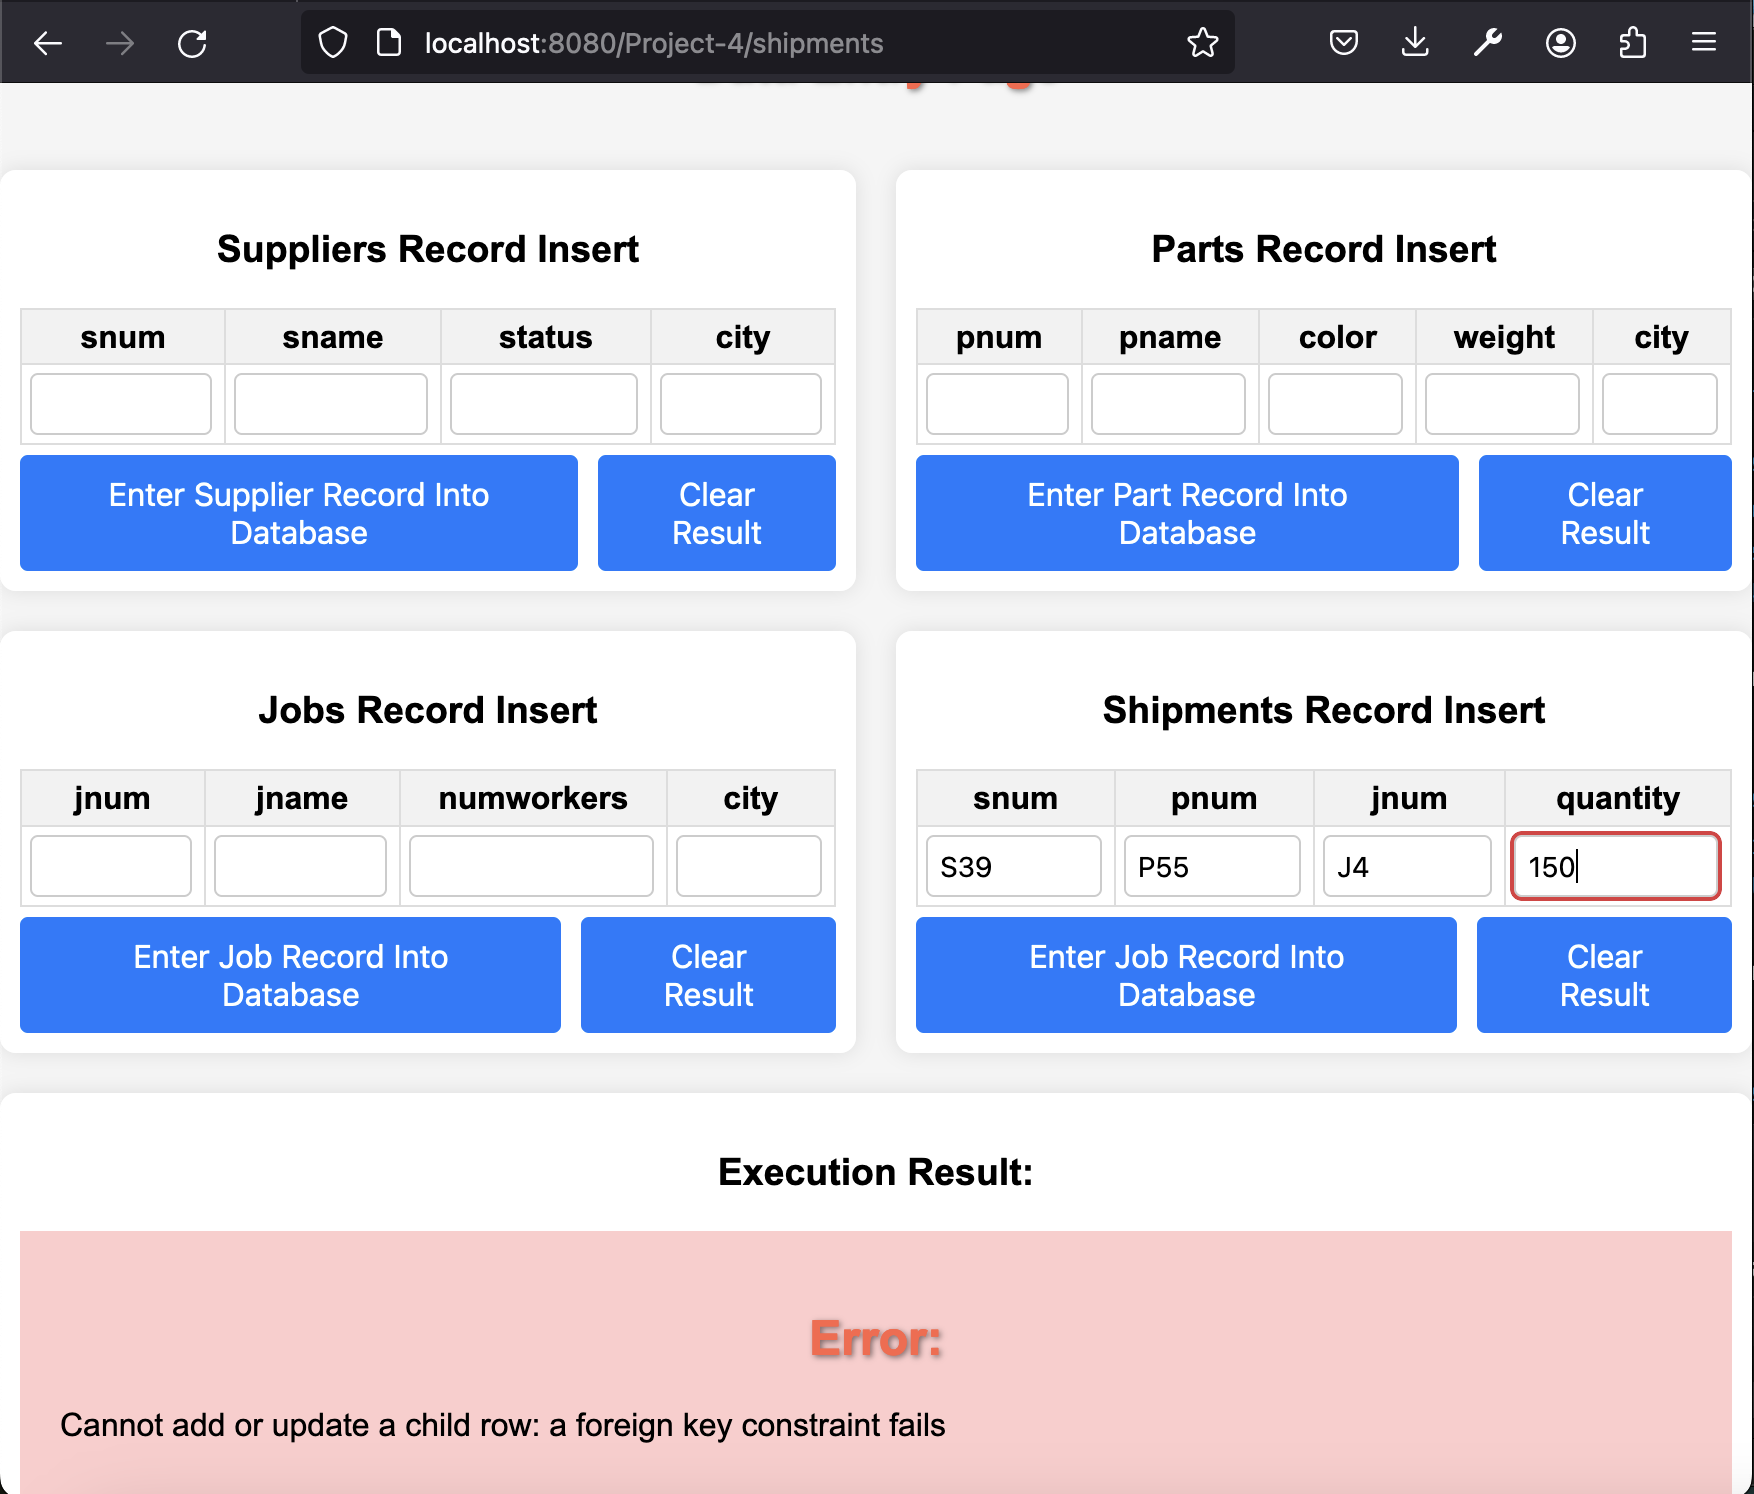 localhost:8080/Project-4/shipments
Suppliers Record Insert
snum sname status city
Enter Supplier Record Into
Database
Clear
Result
Parts Record Insert
pnum pname color weight city
Enter Part Record Into
Database
Clear
Result
Jobs Record Insert
jnum jname numworkers city
Enter Job Record Into
Database
Clear
Result
Shipments Record Insert
snum pnum jnum quantity
S39 P55 J4 150
Enter Job Record Into
Database
Clear
Result
Execution Result:
Error:
Cannot add or update a child row: a foreign key constraint fails